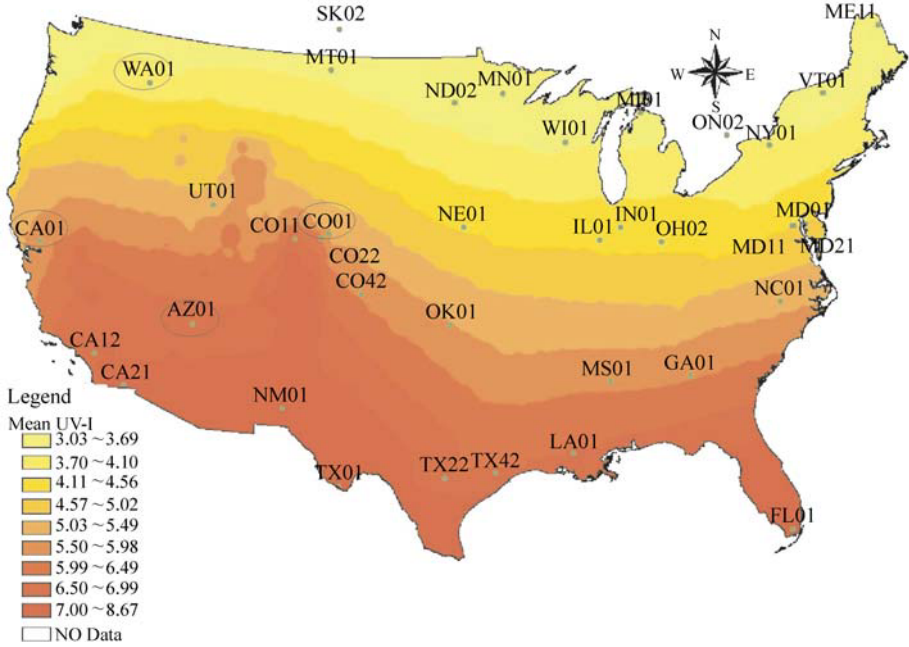 SK02
ME11
N
W
E
S
MT01
WA01
MN01
ND02
VT01
MI01
WI01
ON02
NY01
UT01
CO01
NE01
IN01
MD01
CA01
CO11
IL01
OH02
MD11
MD21
CO22
CO42
NC01
AZ01
OK01
CA12
GA01
MS01
CA21
NM01
LA01
TX22
TX42
TX01
FL01
Legend
Mean UV-I
3.03~3.69
3.70~4.10
4.11~4.56
4.57~5.02
5.03~5.49
5.50~5.98
5.99~6.49
6.50~6.99
7.00~8.67
NO Data